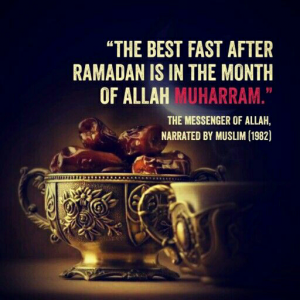 “THE BEST FAST AFTER
RAMADAN IS IN THE MONTH
OF ALLAH MUHARRAM.”
THE MESSENGER OF ALLAH,
NARRATED BY MUSLIM (1982)